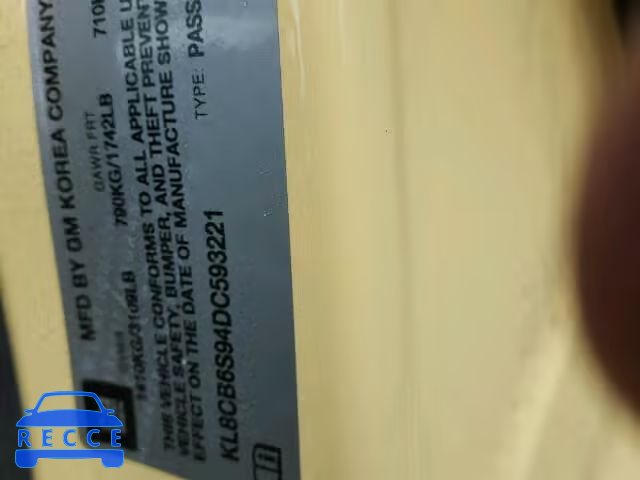 MFD BY GM KOREA COMPANY
GAWR FRT
1410KG/3109LB 790KG/1742LB 710
THIS VEHICLE CONFORMS TO ALL APPLICABLE U
VEHICLE SAFETY, BUMPER, AND THEFT PREVENT
EFFECT ON THE DATE OF MANUFACTURE SHOW
KL8CB6S94DC593221 TYPE: PASS
RECCE